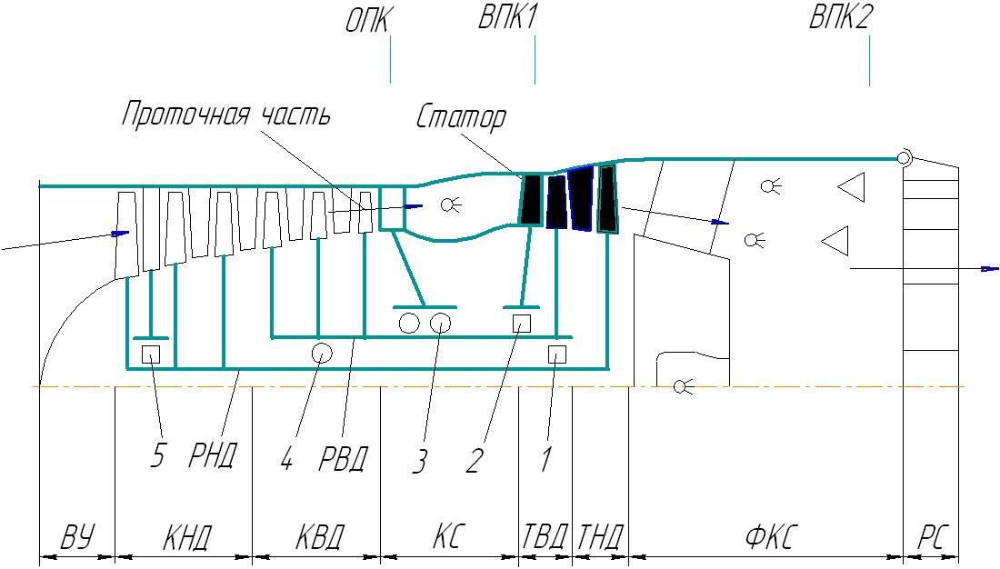 ОПК ВПК1 ВПК2
Проточная часть Статор
5 РНД 4 РВД 3 2 1
ВУ КНД КВД КС ТВД ТНД ФКС РС